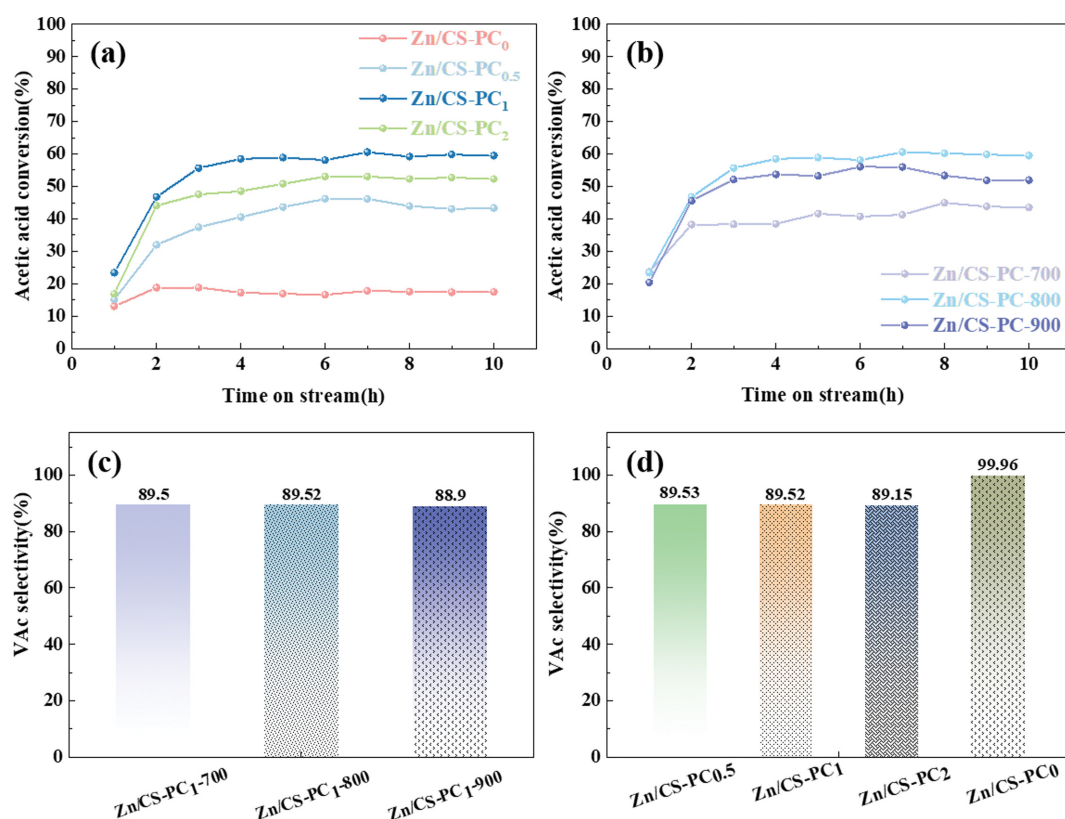 (a)
Zn/CS-PC₀
Zn/CS-PC₀.₅
Zn/CS-PC₁
Zn/CS-PC₂
Acetic acid conversion(%)
100
90
80
70
60
50
40
30
20
10
0
0 2 4 6 8 10
Time on stream(h)
(b)
Zn/CS-PC-700
Zn/CS-PC-800
Zn/CS-PC-900
Acetic acid conversion(%)
100
90
80
70
60
50
40
30
20
10
0
0 2 4 6 8 10
Time on stream(h)
(c)
VAc selectivity(%)
100
80
60
40
20
0
89.5 89.52 88.9
Zn/CS-PC₁-700 Zn/CS-PC₁-800 Zn/CS-PC₁-900
(d)
VAc selectivity(%)
100
80
60
40
20
0
89.53 89.52 89.15 99.96
Zn/CS-PC0.5 Zn/CS-PC1 Zn/CS-PC₂ Zn/CS-PC0